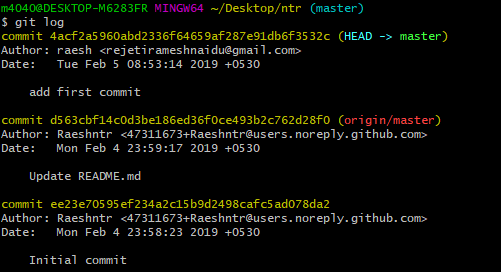 m4040@DESKTOP-M6283FR MINGW64 ~/Desktop/ntr (master)
$ git log
commit 4acf2a5960abd2336f64659af287e91db6f3532c (HEAD -> master)
Author: raesh <rejetirameshnaidu@gmail.com>
Date:   Tue Feb 5 08:53:14 2019 +0530
    add first commit
commit d563cbf14c0d3be186ed36f0ce493b2c762d28f0 (origin/master)
Author: Raeshntr <47311673+Raeshntr@users.noreply.github.com>
Date:   Mon Feb 4 23:59:17 2019 +0530
    Update README.md
commit ee23e70595ef234a2c15b9d2498cafc5ad078da2
Author: Raeshntr <47311673+Raeshntr@users.noreply.github.com>
Date:   Mon Feb 4 23:58:23 2019 +0530
    Initial commit